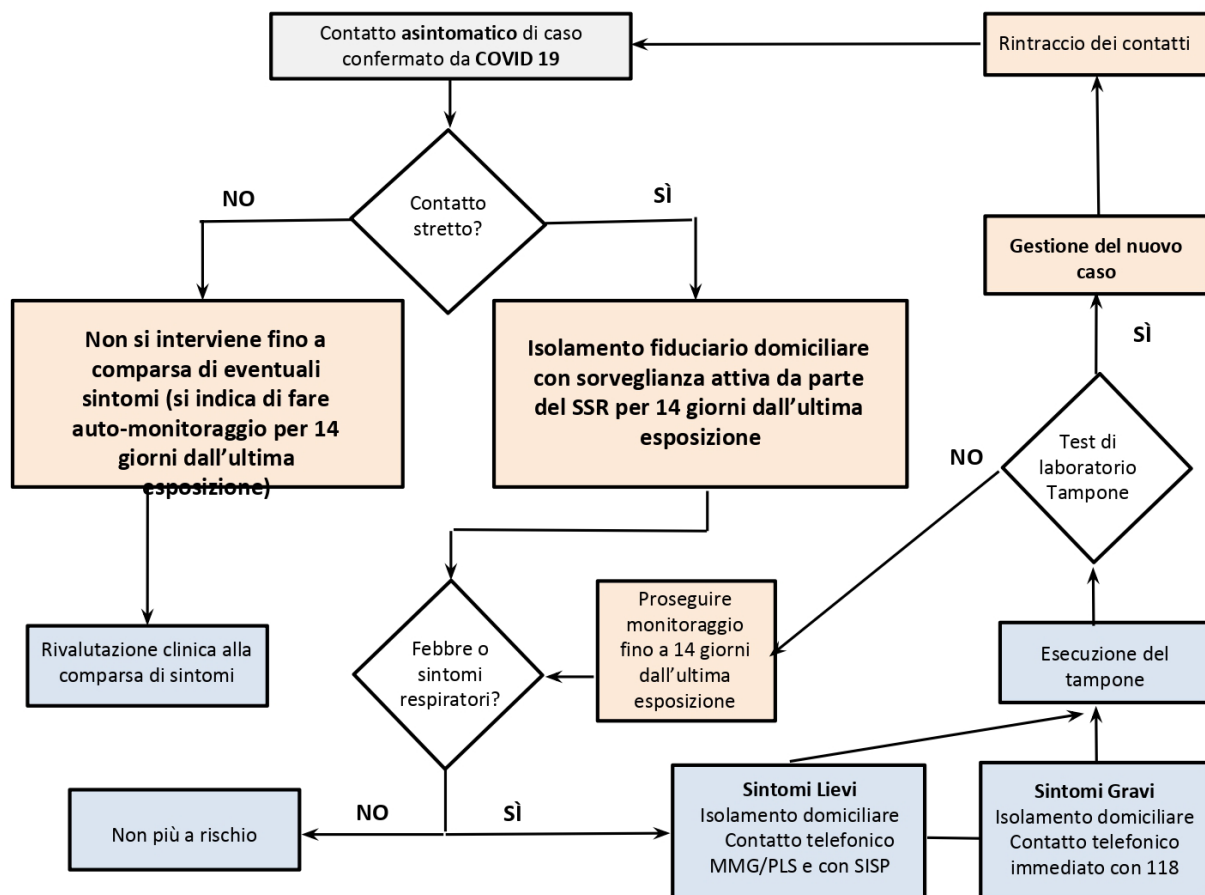 Contatto asintomatico di caso
confermato da COVID 19
Rintraccio dei contatti
Contatto
stretto?
NO
SÌ
Gestione del nuovo
caso
SÌ
Non si interviene fino a
comparsa di eventuali
sintomi (si indica di fare
auto-monitoraggio per 14
giorni dall'ultima
esposizione)
Isolamento fiduciario domiciliare
con sorveglianza attiva da parte
del SSR per 14 giorni dall'ultima
esposizione
NO
Test di
laboratorio
Tampone
Rivalutazione clinica alla
comparsa di sintomi
Febbre o
sintomi
respiratori?
Proseguire
monitoraggio
fino a 14 giorni
dall'ultima
esposizione
Esecuzione del
tampone
Non più a rischio
NO
SÌ
Sintomi Lievi
Isolamento domiciliare
Contatto telefonico
MMG/PLS e con SISP
Sintomi Gravi
Isolamento domiciliare
Contatto telefonico
immediato con 118